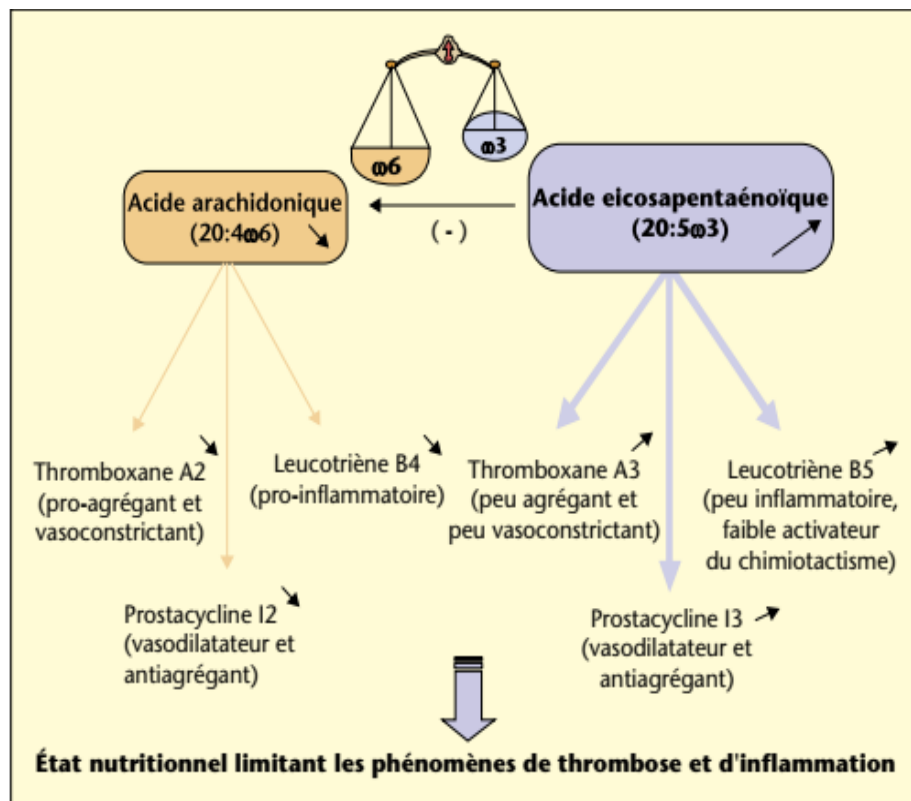 ω6
ω3
Acide arachidonique
(20:4ω6)
( - )
Acide eicosapentaénoïque
(20:5ω3)
Thromboxane A2
(pro-agrégant et
vasoconstrictant)
Leucotriène B4
(pro-inflammatoire)
Thromboxane A3
(peu agrégant et
peu vasoconstrictant)
Leucotriène B5
(peu inflammatoire,
faible activateur
du chimiotactisme)
Prostacycline I2
(vasodilatateur et
antiagrégant)
Prostacycline I3
(vasodilatateur et
antiagrégant)
État nutritionnel limitant les phénomènes de thrombose et d'inflammation